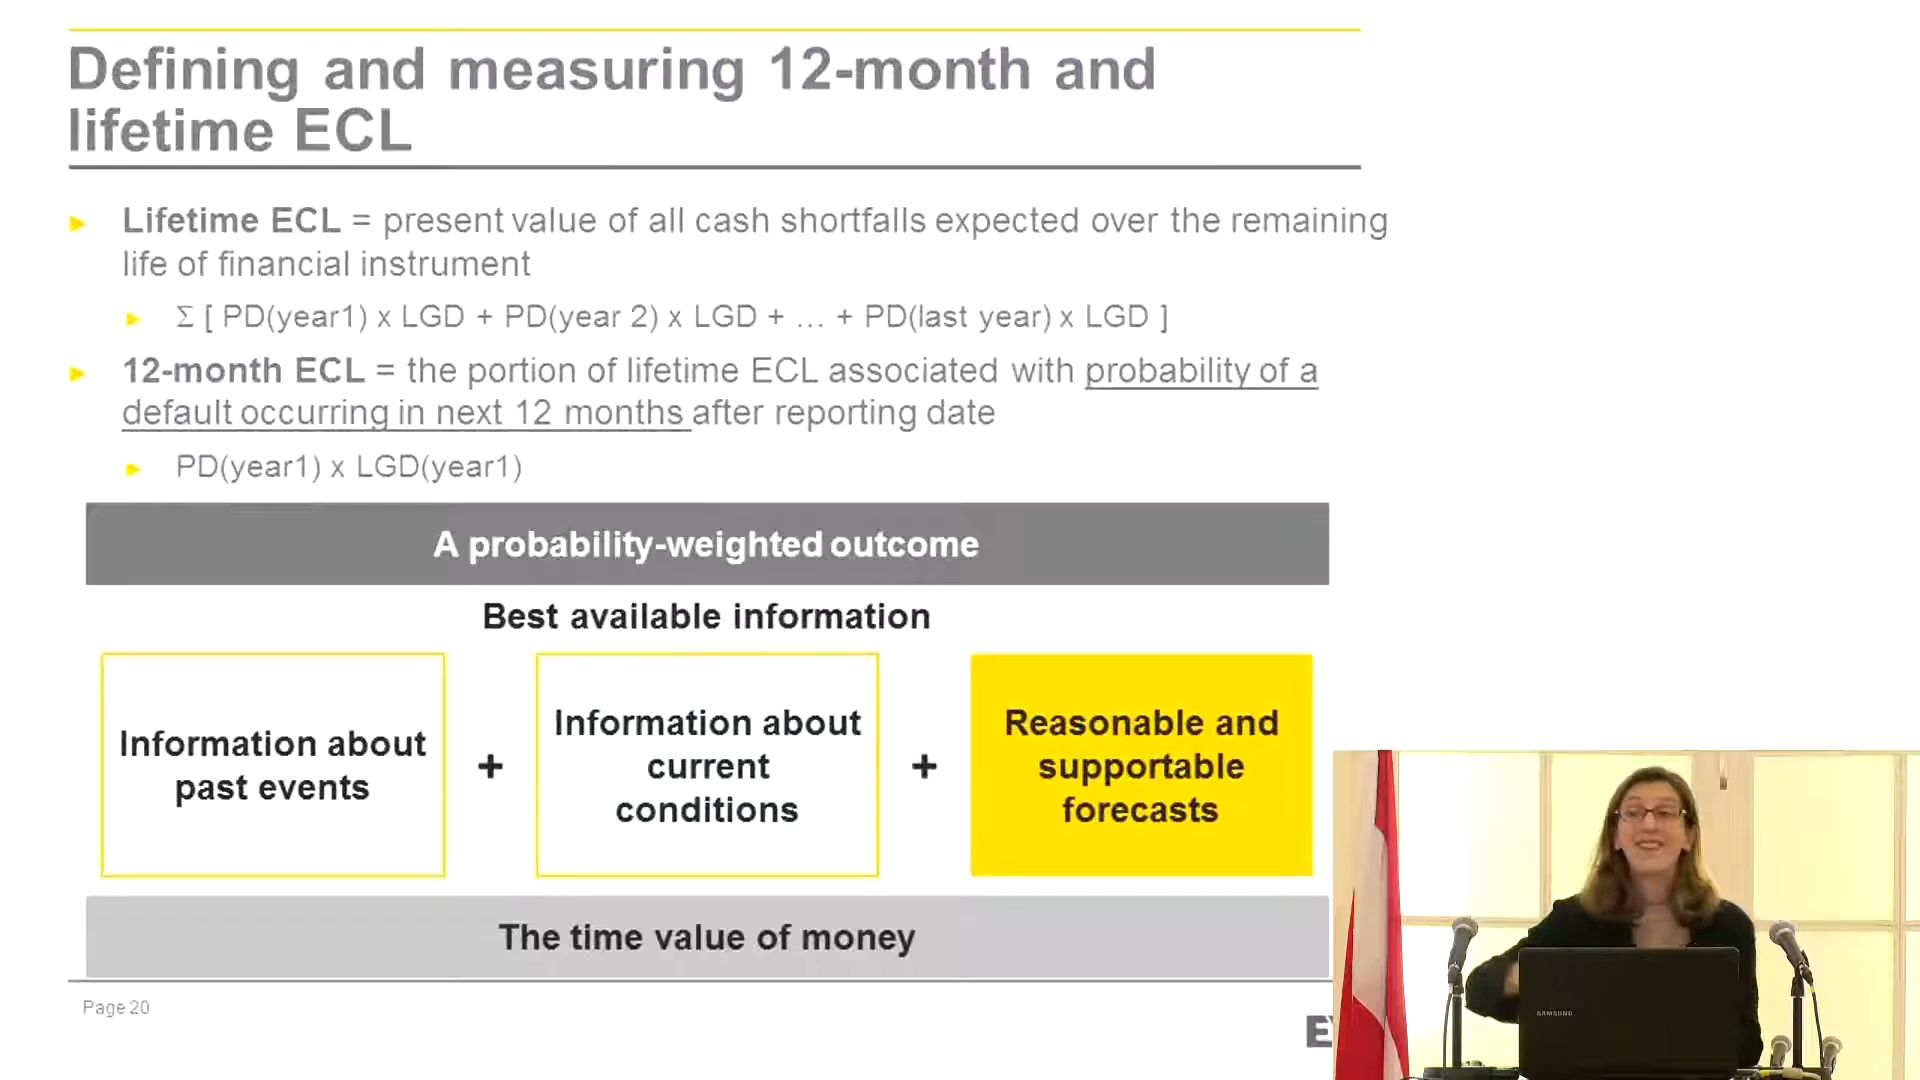 Defining and measuring 12-month and
lifetime ECL
► Lifetime ECL = present value of all cash shortfalls expected over the remaining
life of financial instrument
► Σ [ PD(year1) x LGD + PD(year 2) x LGD + ... + PD(last year) x LGD ]
► 12-month ECL = the portion of lifetime ECL associated with probability of a
default occurring in next 12 months after reporting date
► PD(year1) x LGD(year1)
A probability-weighted outcome
Best available information
Information about
past events
+
Information about
current
conditions
+
Reasonable and
supportable
forecasts
The time value of money
Page 20
SAMSUNG